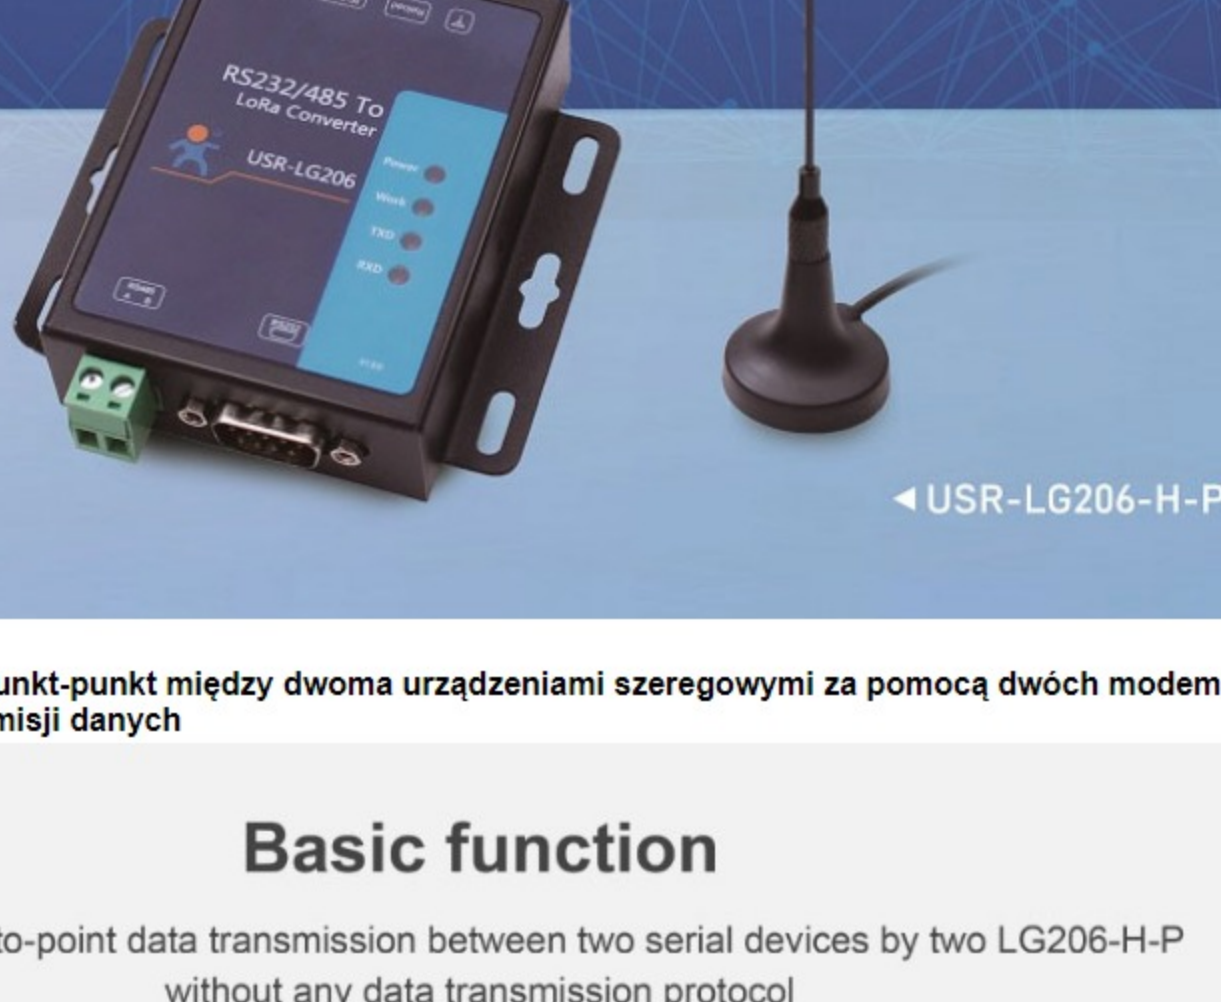 RS232/485 To
LoRa Converter
USR-LG206
Power
Work
TXD
RXD
RS485
A B
◄USR-LG206-H-P
unkt-punkt między dwoma urządzeniami szeregowymi za pomocą dwóch modem
misji danych
Basic function
to-point data transmission between two serial devices by two LG206-H-P
without any data transmission protocol